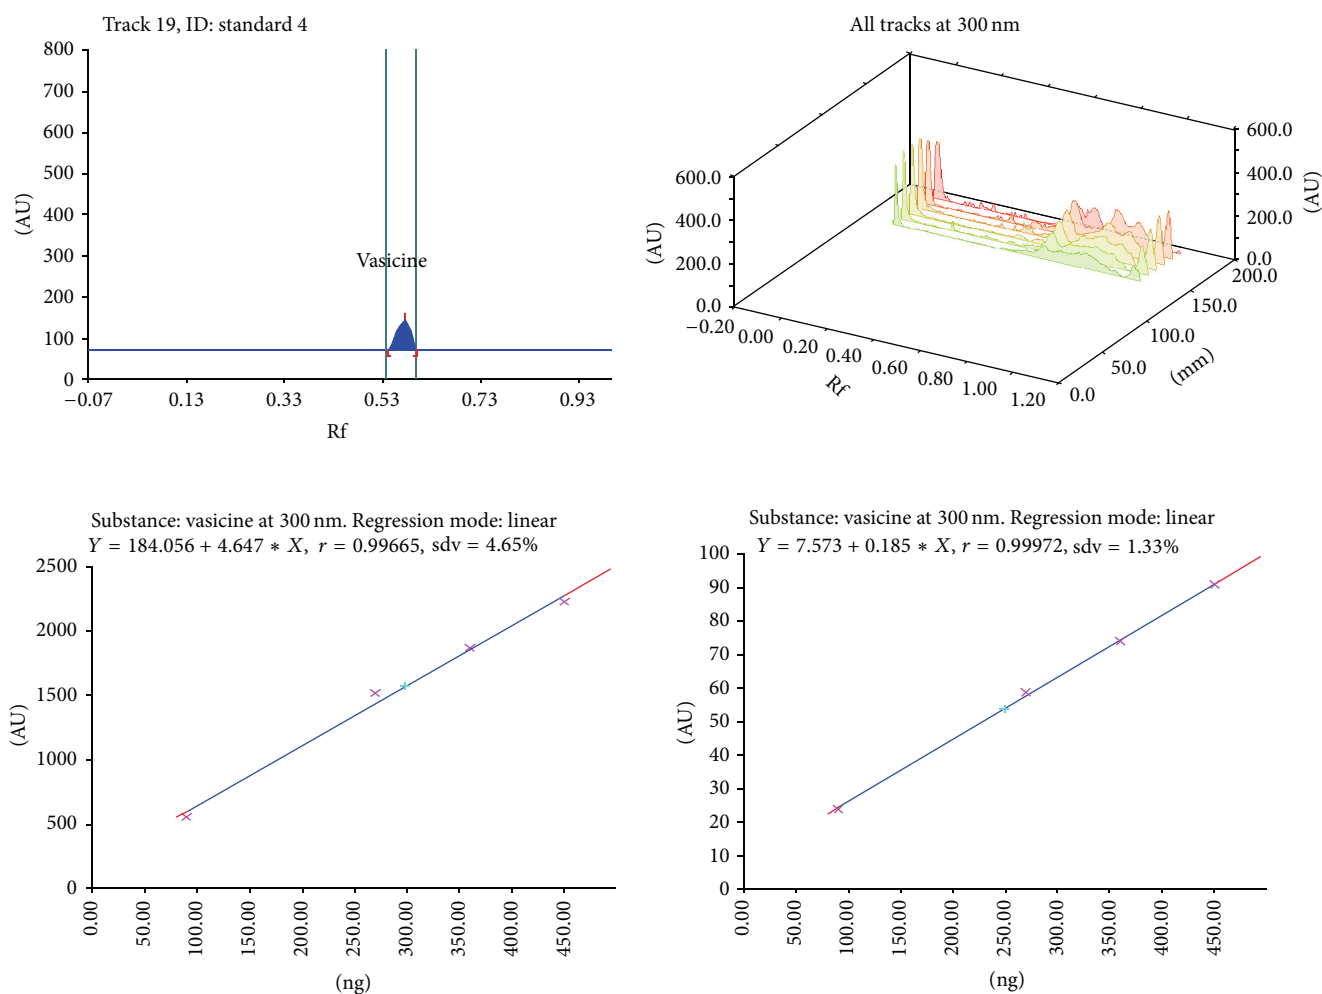 Track 19, ID: standard 4
800
700
600
500
400
300
200
100
0
(AU)
Vasicine
−0.07 0.13 0.33 0.53 0.73 0.93
Rf
All tracks at 300 nm
600.0
400.0
200.0
0.0
(AU)
600.0
400.0
200.0
0.0
(AU)
−0.20 0.00 0.20 0.40 0.60 0.80 1.00 1.20
Rf
0.0 50.0 100.0 150.0 200.0
(mm)
Substance: vasicine at 300 nm. Regression mode: linear
Y = 184.056 + 4.647 ∗ X, r = 0.99665, sdv = 4.65%
2500
2000
1500
1000
500
0
(AU)
0.00 50.00 100.00 150.00 200.00 250.00 300.00 350.00 400.00 450.00
(ng)
Substance: vasicine at 300 nm. Regression mode: linear
Y = 7.573 + 0.185 ∗ X, r = 0.99972, sdv = 1.33%
100
90
80
70
60
50
40
30
20
10
0
(AU)
0.00 50.00 100.00 150.00 200.00 250.00 300.00 350.00 400.00 450.00
(ng)